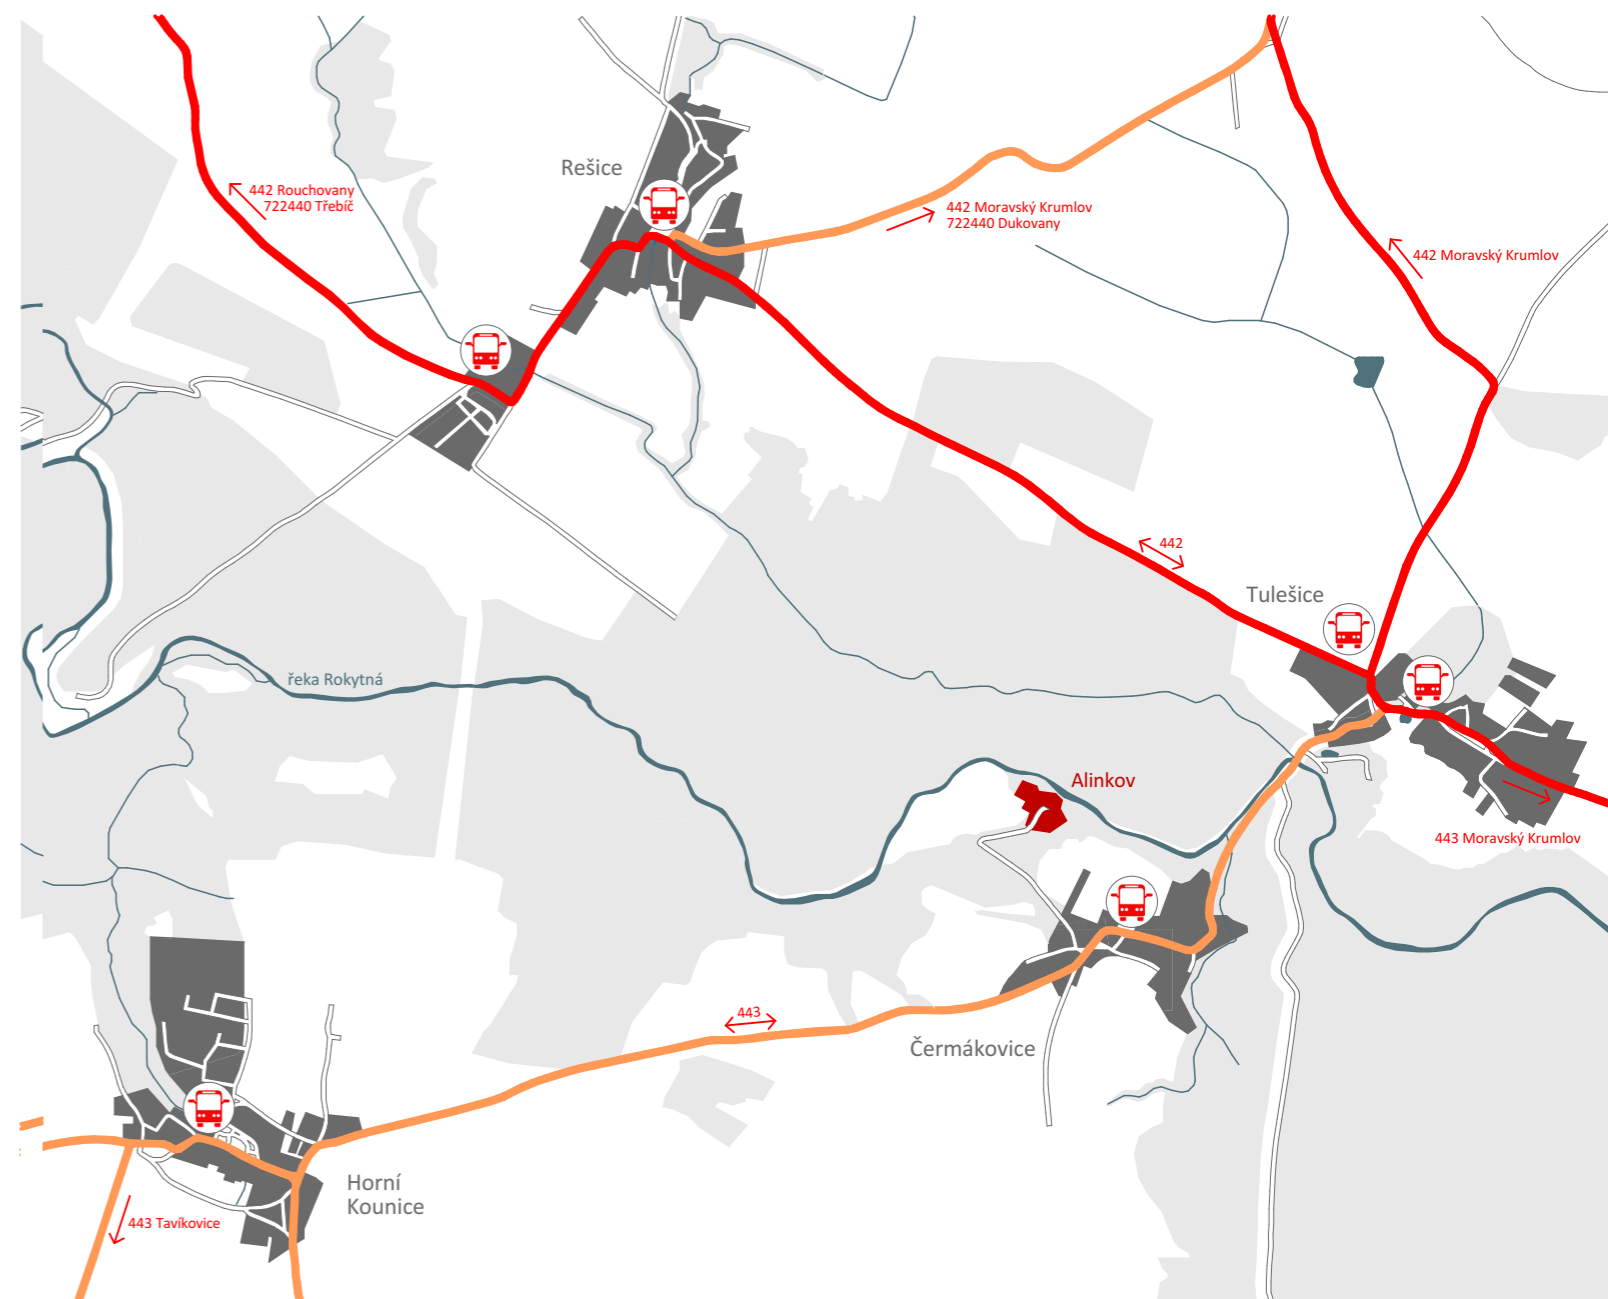 Rešice
442 Rouchovany
722440 Třebíč
442 Moravský Krumlov
722440 Dukovany
442 Moravský Krumlov
442
Tulešice
řeka Rokytná
Alinkov
443 Moravský Krumlov
443
Čermákovice
Horní
Kounice
443 Tavíkovice